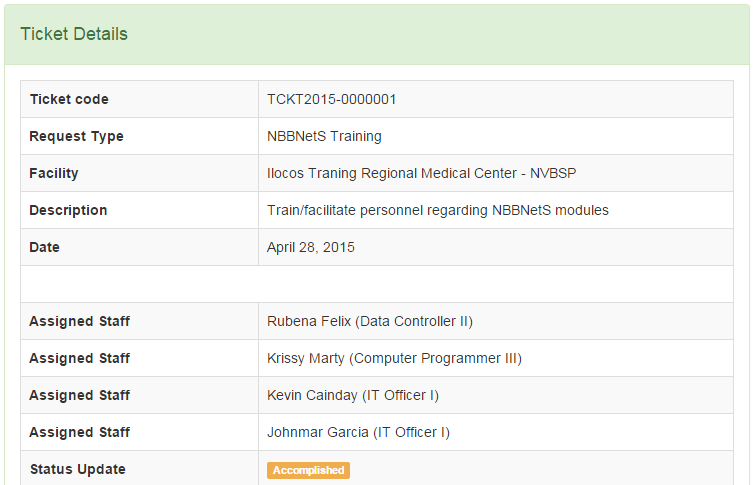 Ticket Details
Ticket code TCKT2015-0000001
Request Type NBBNetS Training
Facility Ilocos Traning Regional Medical Center - NVBSP
Description Train/facilitate personnel regarding NBBNetS modules
Date April 28, 2015
Assigned Staff Rubena Felix (Data Controller II)
Assigned Staff Krissy Marty (Computer Programmer III)
Assigned Staff Kevin Cainday (IT Officer I)
Assigned Staff Johnmar Garcia (IT Officer I)
Status Update Accomplished